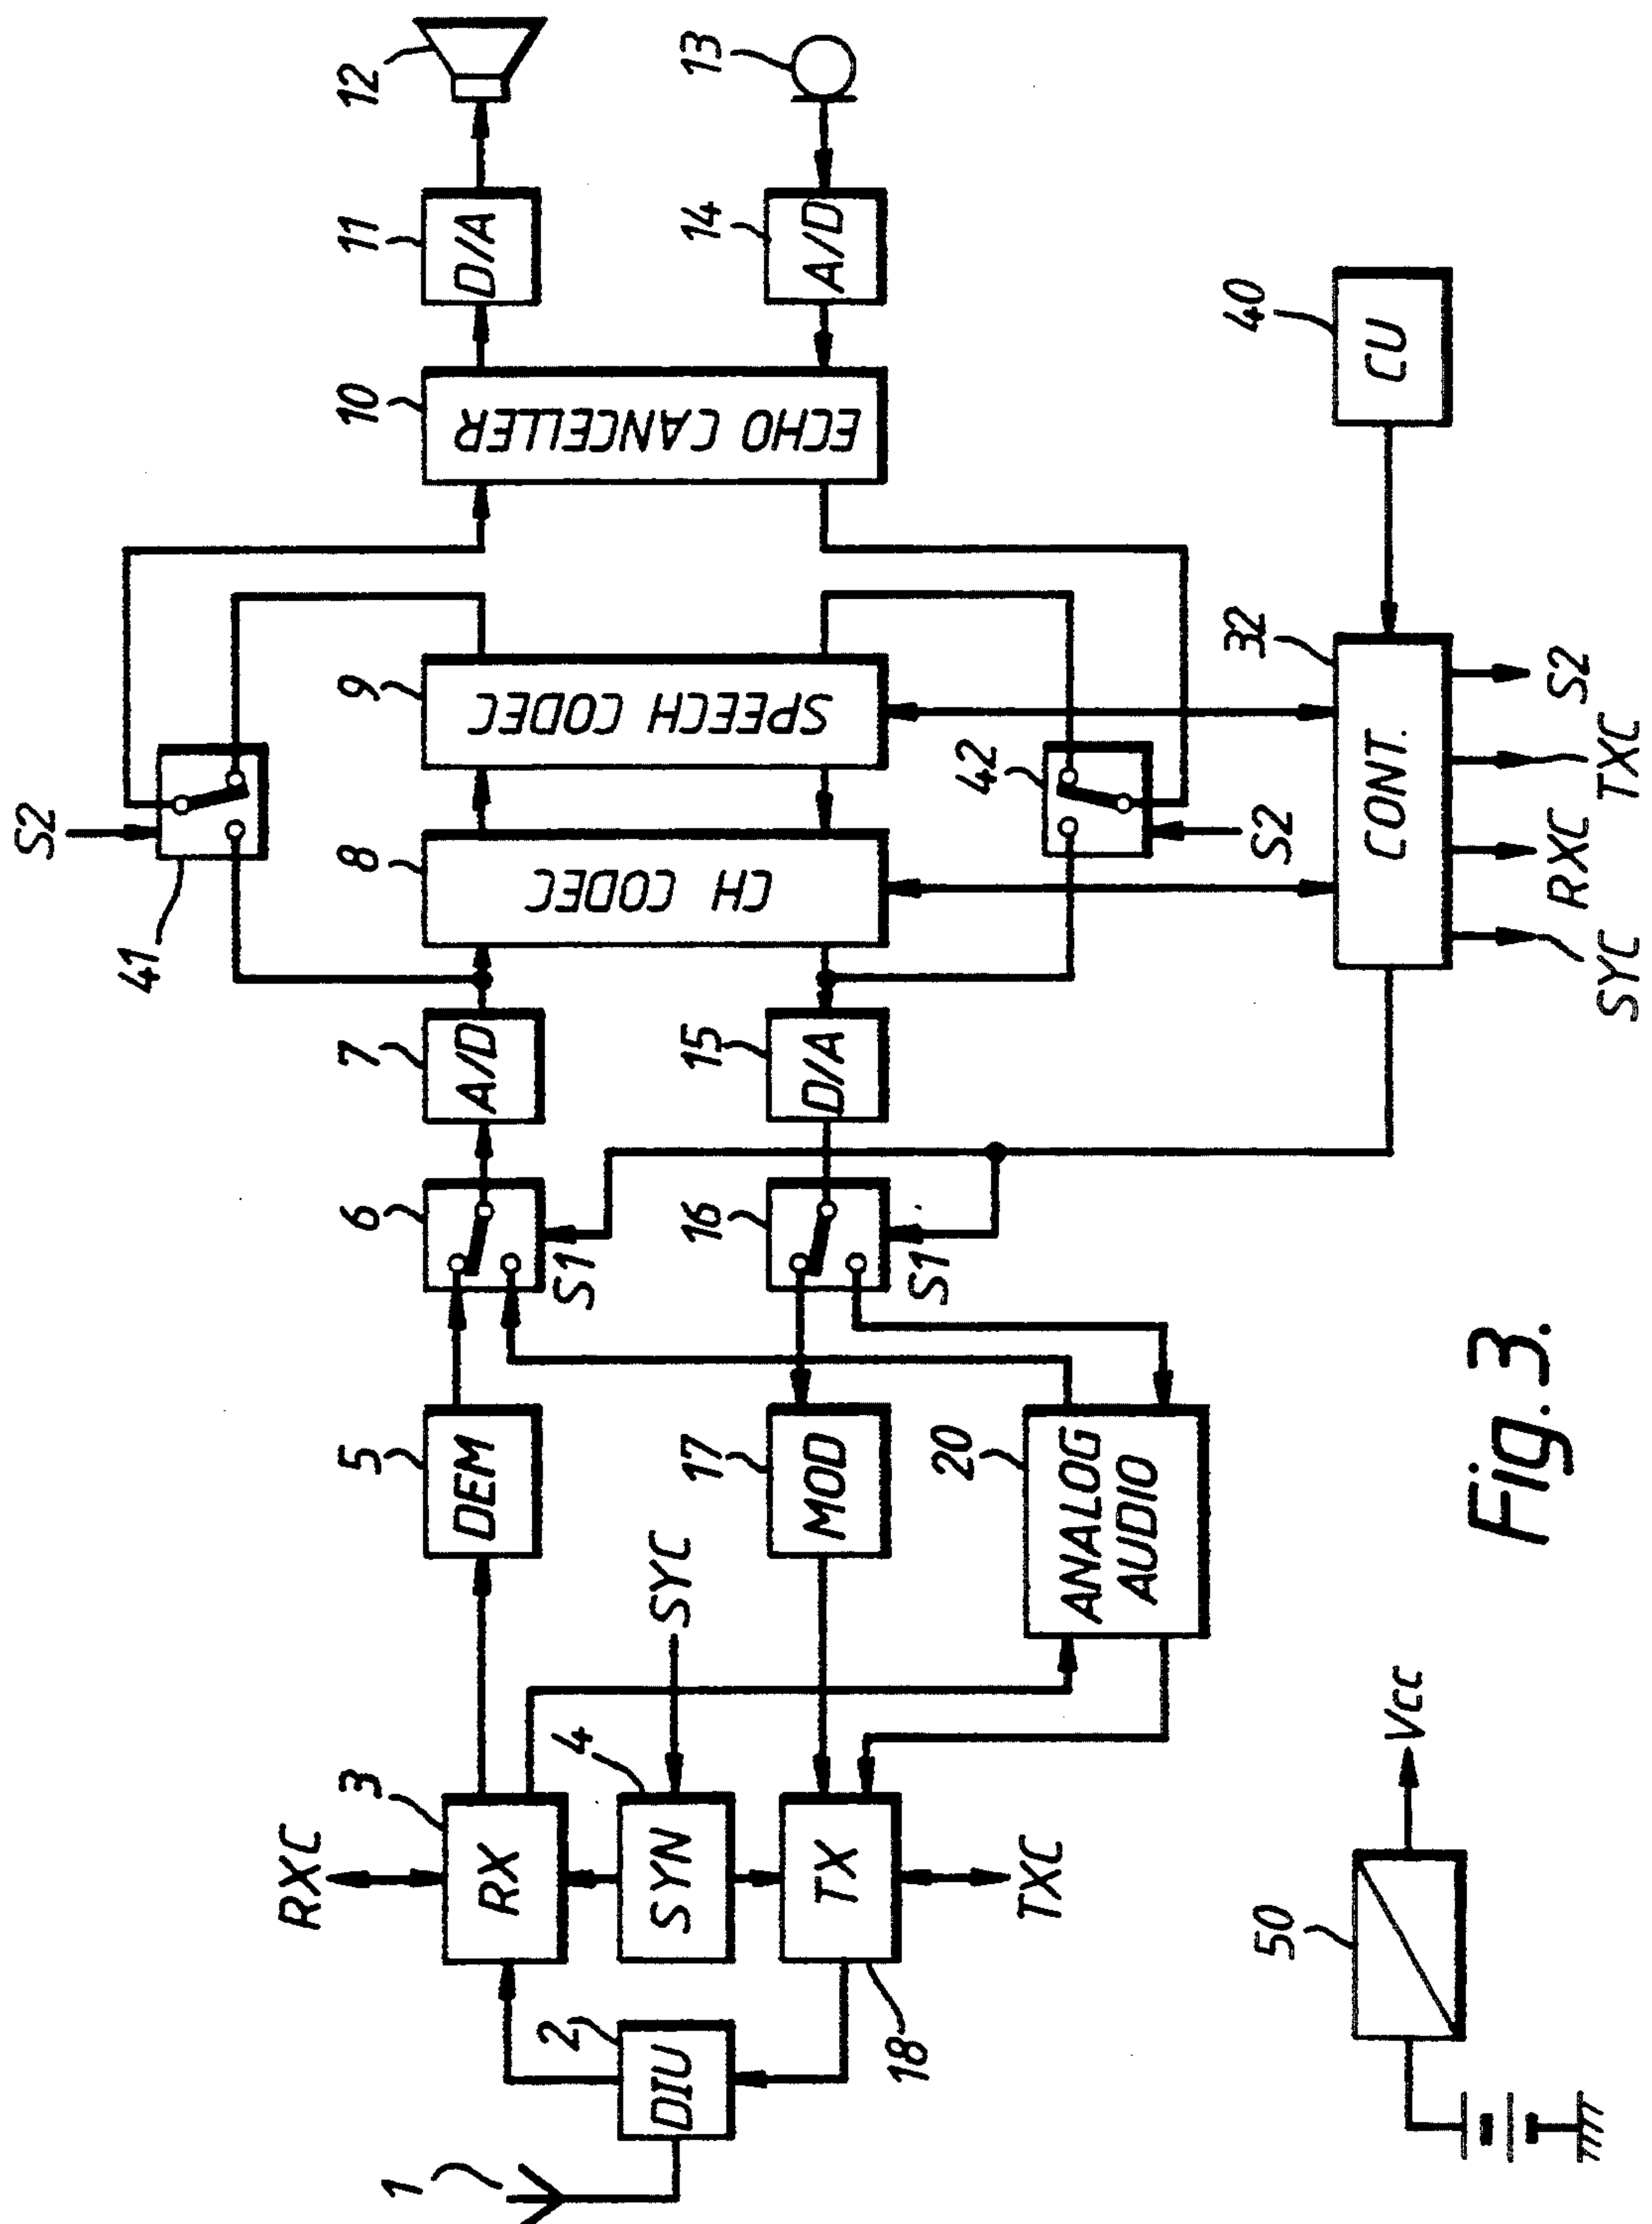 S2
41
12
13
11
D/A
14
A/D
10
ECHO CANCELLER
9
SPEECH CODEC
8
CH CODEC
42
S2
40
CU
32
CONT.
S2
TXC
RXC
SYC
7
A/D
15
D/A
6
S1
16
S1
5
DEM
17
MOD
20
ANALOG
AUDIO
SYC
RXC
3
RX
4
SYN
TX
TXC
18
2
DIU
1
50
Vcc
Fig. 3.